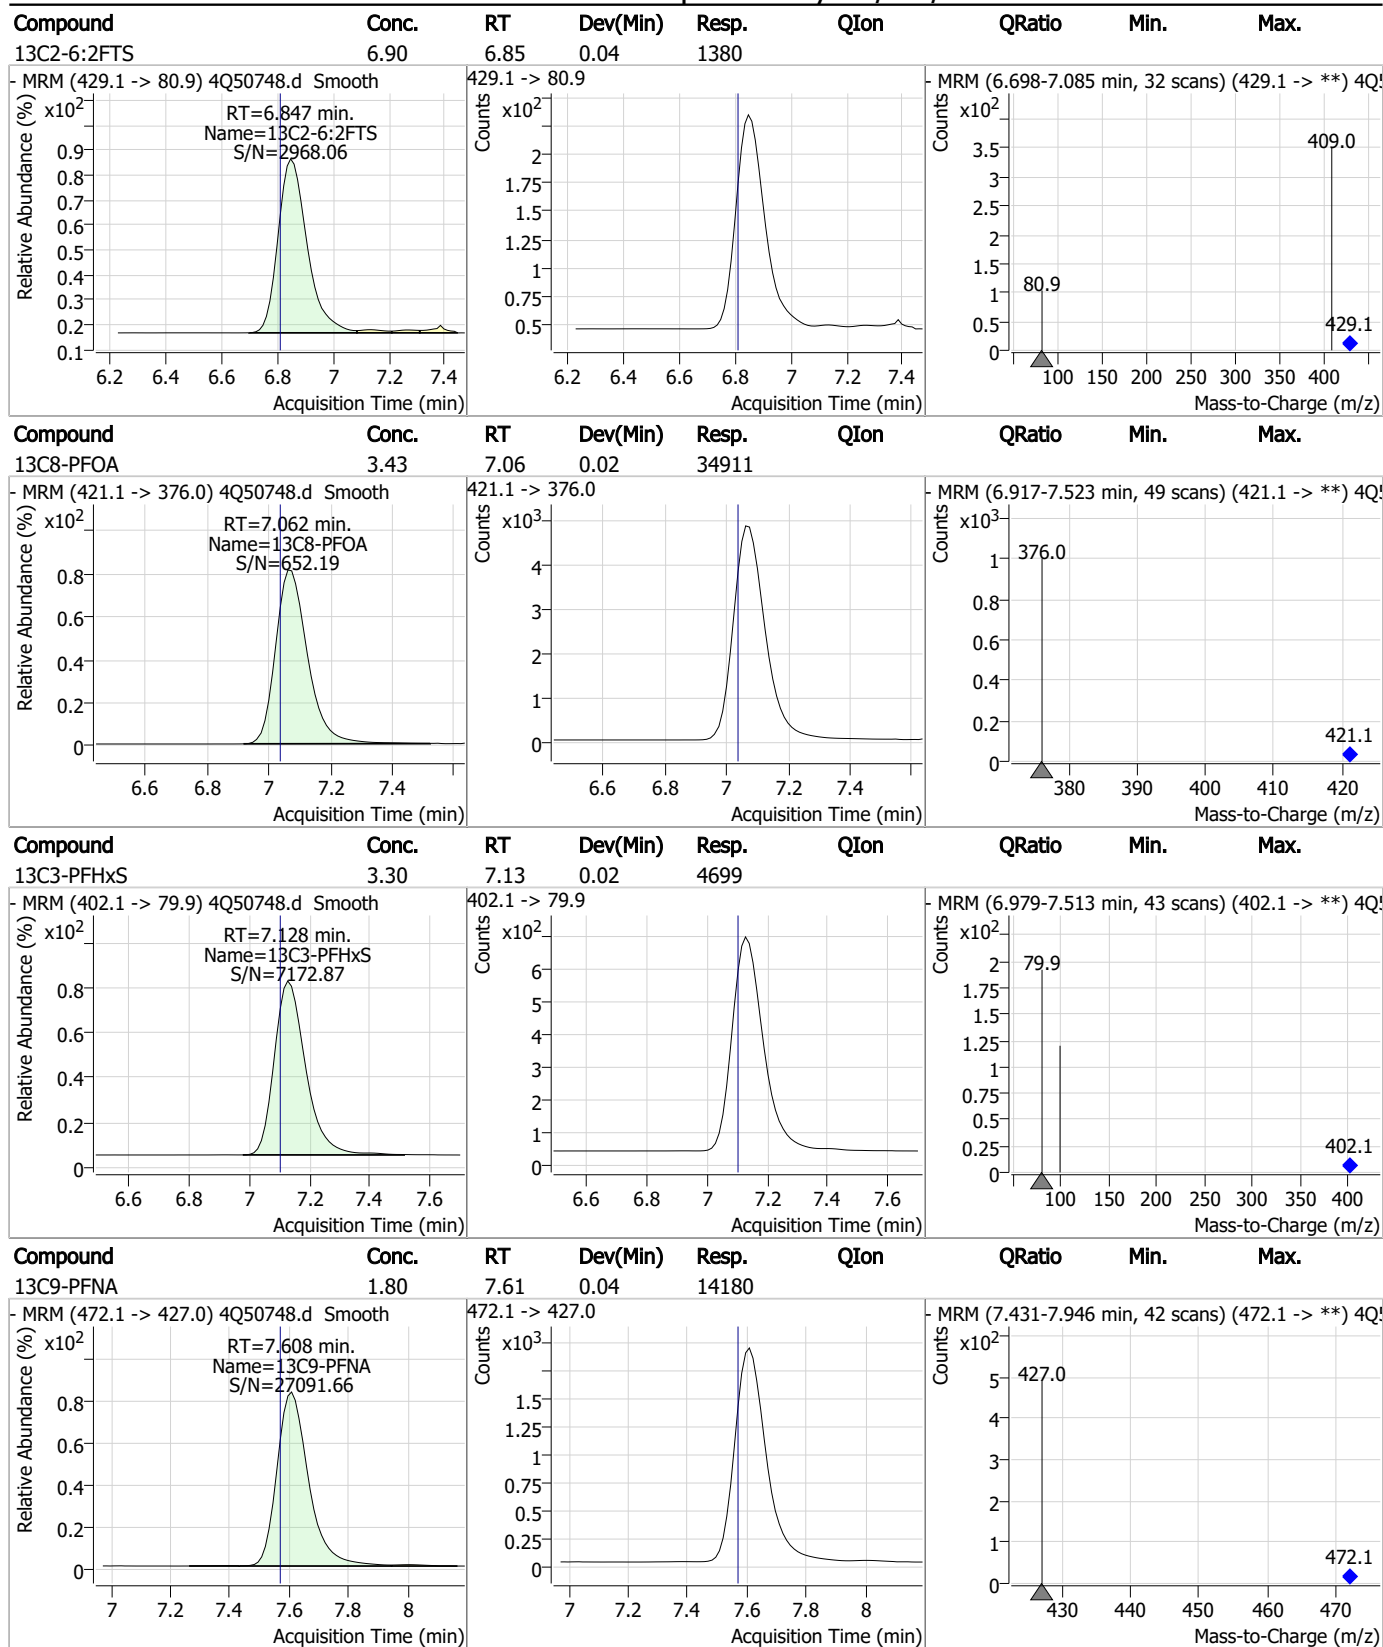 Compound Conc. RT Dev(Min) Resp. QIon QRatio Min. Max.
13C2-6:2FTS 6.90 6.85 0.04 1380
- MRM (429.1 -> 80.9) 4Q50748.d Smooth
Relative Abundance (%)
x10²
RT=6.847 min.
Name=13C2-6:2FTS
S/N=2968.06
0.9
0.8
0.7
0.6
0.5
0.4
0.3
0.2
0.1
6.2 6.4 6.6 6.8 7 7.2 7.4
Acquisition Time (min)
429.1 -> 80.9
Counts
x10²
2
1.75
1.5
1.25
1
0.75
0.5
6.2 6.4 6.6 6.8 7 7.2 7.4
Acquisition Time (min)
- MRM (6.698-7.085 min, 32 scans) (429.1 -> **)
Counts
x10²
409.0
3.5
3
2.5
2
1.5
80.9
1
0.5
429.1
0
100 150 200 250 300 350 400
Mass-to-Charge (m/z)
Compound Conc. RT Dev(Min) Resp. QIon QRatio Min. Max.
13C8-PFOA 3.43 7.06 0.02 34911
- MRM (421.1 -> 376.0) 4Q50748.d Smooth
Relative Abundance (%)
x10²
RT=7.062 min.
Name=13C8-PFOA
S/N=652.19
0.8
0.6
0.4
0.2
0
6.6 6.8 7 7.2 7.4
Acquisition Time (min)
421.1 -> 376.0
Counts
x10³
4
3
2
1
0
6.6 6.8 7 7.2 7.4
Acquisition Time (min)
- MRM (6.917-7.523 min, 49 scans) (421.1 -> **)
Counts
x10³
376.0
1
0.8
0.6
0.4
0.2
421.1
0
380 390 400 410 420
Mass-to-Charge (m/z)
Compound Conc. RT Dev(Min) Resp. QIon QRatio Min. Max.
13C3-PFHxS 3.30 7.13 0.02 4699
- MRM (402.1 -> 79.9) 4Q50748.d Smooth
Relative Abundance (%)
x10²
RT=7.128 min.
Name=13C3-PFHxS
S/N=7172.87
0.8
0.6
0.4
0.2
0
6.6 6.8 7 7.2 7.4 7.6
Acquisition Time (min)
402.1 -> 79.9
Counts
x10²
6
5
4
3
2
1
0
6.6 6.8 7 7.2 7.4 7.6
Acquisition Time (min)
- MRM (6.979-7.513 min, 43 scans) (402.1 -> **)
Counts
x10²
79.9
2
1.75
1.5
1.25
1
0.75
0.5
0.25
402.1
0
100 150 200 250 300 350 400
Mass-to-Charge (m/z)
Compound Conc. RT Dev(Min) Resp. QIon QRatio Min. Max.
13C9-PFNA 1.80 7.61 0.04 14180
- MRM (472.1 -> 427.0) 4Q50748.d Smooth
Relative Abundance (%)
x10²
RT=7.608 min.
Name=13C9-PFNA
S/N=27091.66
0.8
0.6
0.4
0.2
0
7 7.2 7.4 7.6 7.8 8
Acquisition Time (min)
472.1 -> 427.0
Counts
x10³
1.5
1.25
1
0.75
0.5
0.25
0
7 7.2 7.4 7.6 7.8 8
Acquisition Time (min)
- MRM (7.431-7.946 min, 42 scans) (472.1 -> **)
Counts
x10²
427.0
5
4
3
2
1
472.1
0
430 440 450 460 470
Mass-to-Charge (m/z)